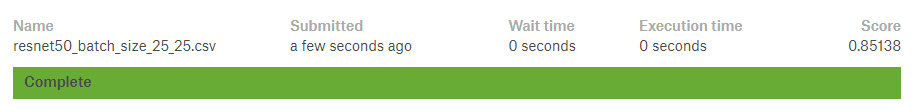 Name Submitted Wait time Execution time Score
resnet50_batch_size_25_25.csv a few seconds ago 0 seconds 0 seconds 0.85138
Complete